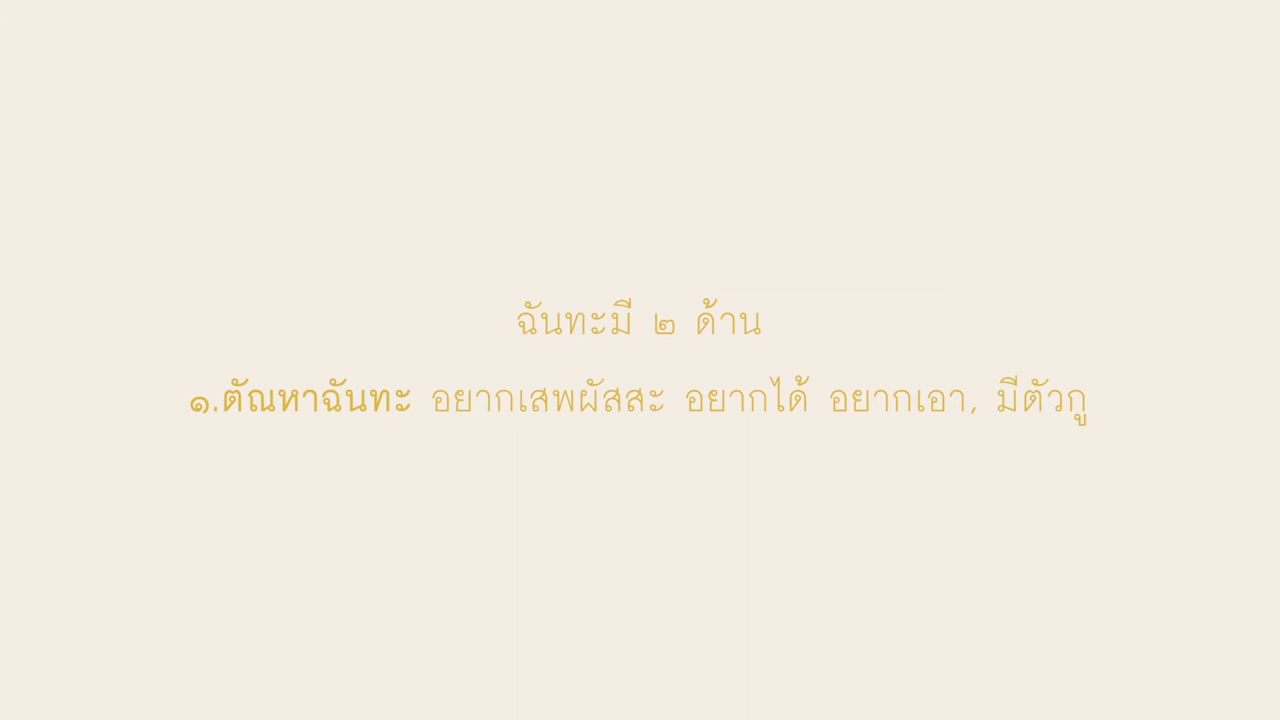 ฉันทะมี ๒ ด้าน
๑.ตัณหาฉันทะ อยากเสพผัสสะ อยากได้ อยากเอา, มีตัวกู